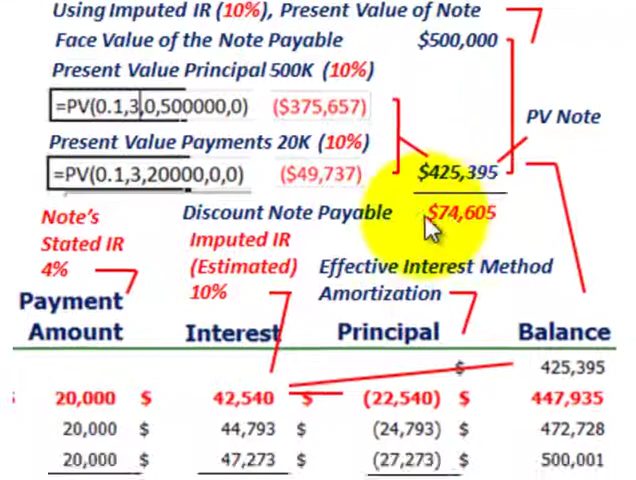 Using Imputed IR (10%), Present Value of Note
Face Value of the Note Payable $500,000
Present Value Principal 500K (10%)
=PV(0.1,3,0,500000,0) ($375,657)
PV Note
Present Value Payments 20K (10%)
=PV(0.1,3,20000,0,0) ($49,737) $425,395
Note's Discount Note Payable $74,605
Stated IR Imputed IR
4% (Estimated) Effective Interest Method
10% Amortization
Payment
Amount Interest Principal Balance
$ 425,395
20,000 $ 42,540 $ (22,540) $ 447,935
20,000 $ 44,793 $ (24,793) $ 472,728
20,000 $ 47,273 $ (27,273) $ 500,001